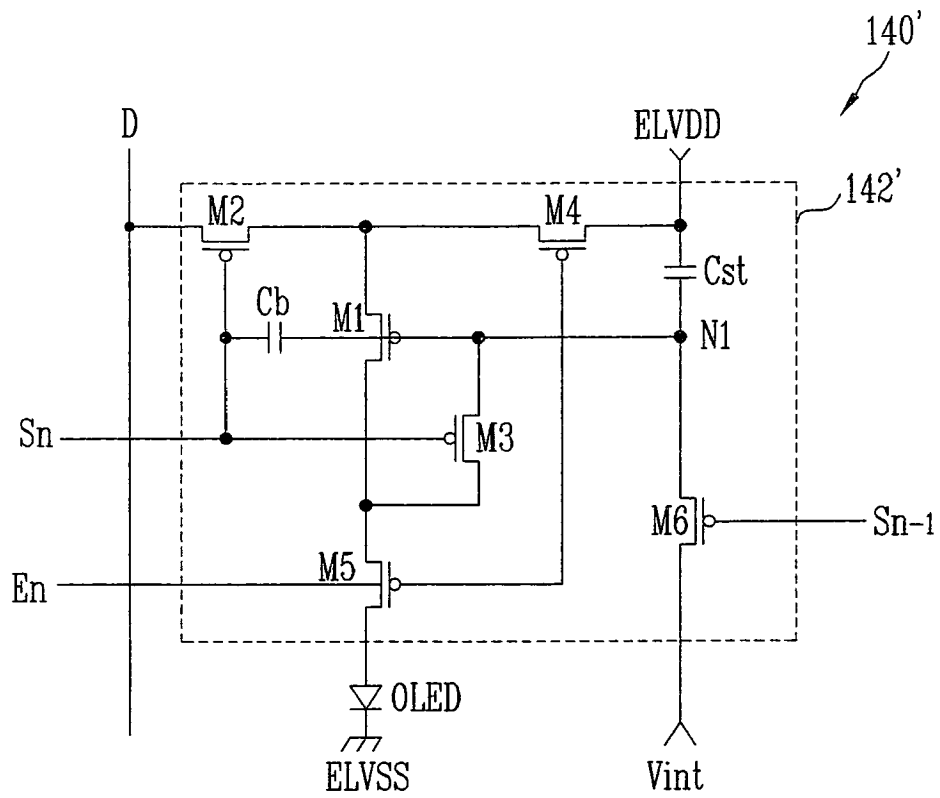 140'
D
ELVDD
142'
M2
M4
Cst
Cb
M1
N1
Sn
M3
M6
Sn-1
M5
En
OLED
ELVSS
Vint